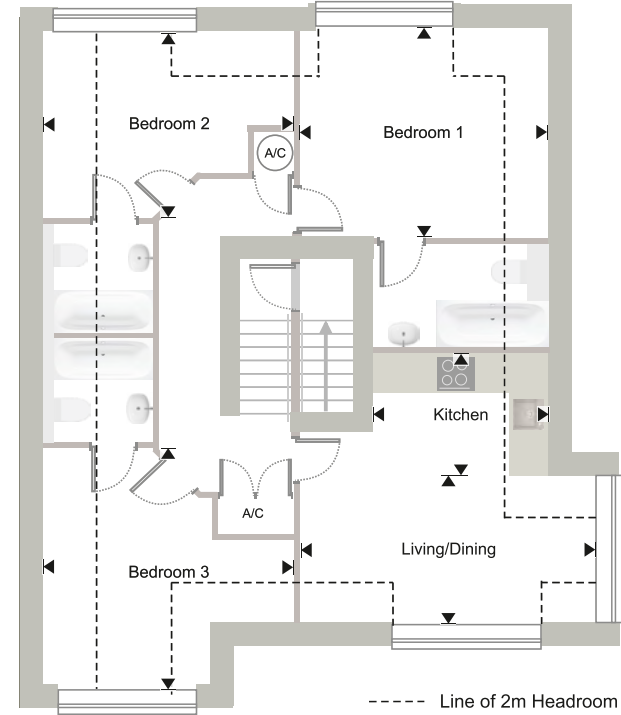 Bedroom 2
Bedroom 1
A/C
Kitchen
A/C
Living/Dining
Bedroom 3
Line of 2m Headroom